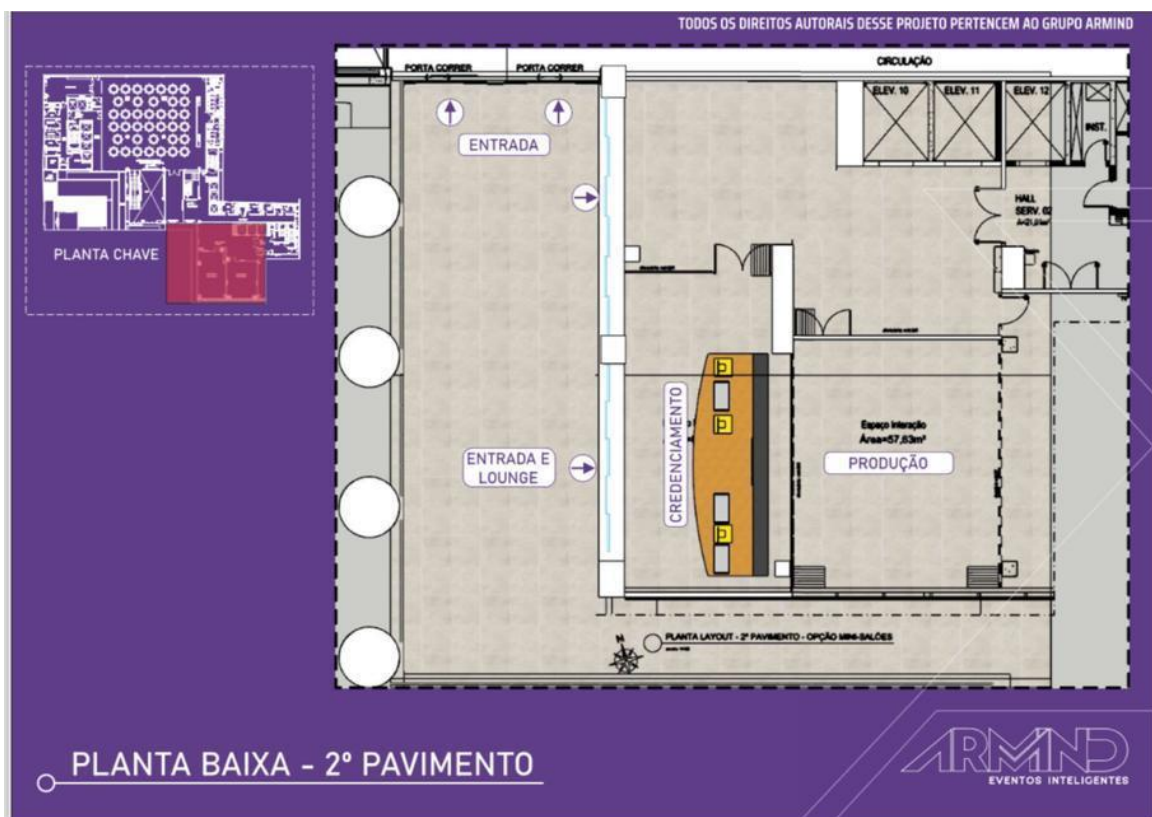 TODOS OS DIREITOS AUTORAIS DESSE PROJETO PERTENCEM AO GRUPO ARMIND
PORTA CORRER
PORTA CORRER
CIRCULAÇÃO
ELEV. 10
ELEV. 11
ELEV. 12
INST.
ENTRADA
HALL
SERV. 02
PLANTA CHAVE
CREDENCIAMENTO
Espaço Interação
Área=57,63m²
PRODUÇÃO
ENTRADA E
LOUNGE
N
PLANTA LAYOUT - 2º PAVIMENTO - OPÇÃO MINI-SALÕES
PLANTA BAIXA - 2º PAVIMENTO
ARMIND
EVENTOS INTELIGENTES